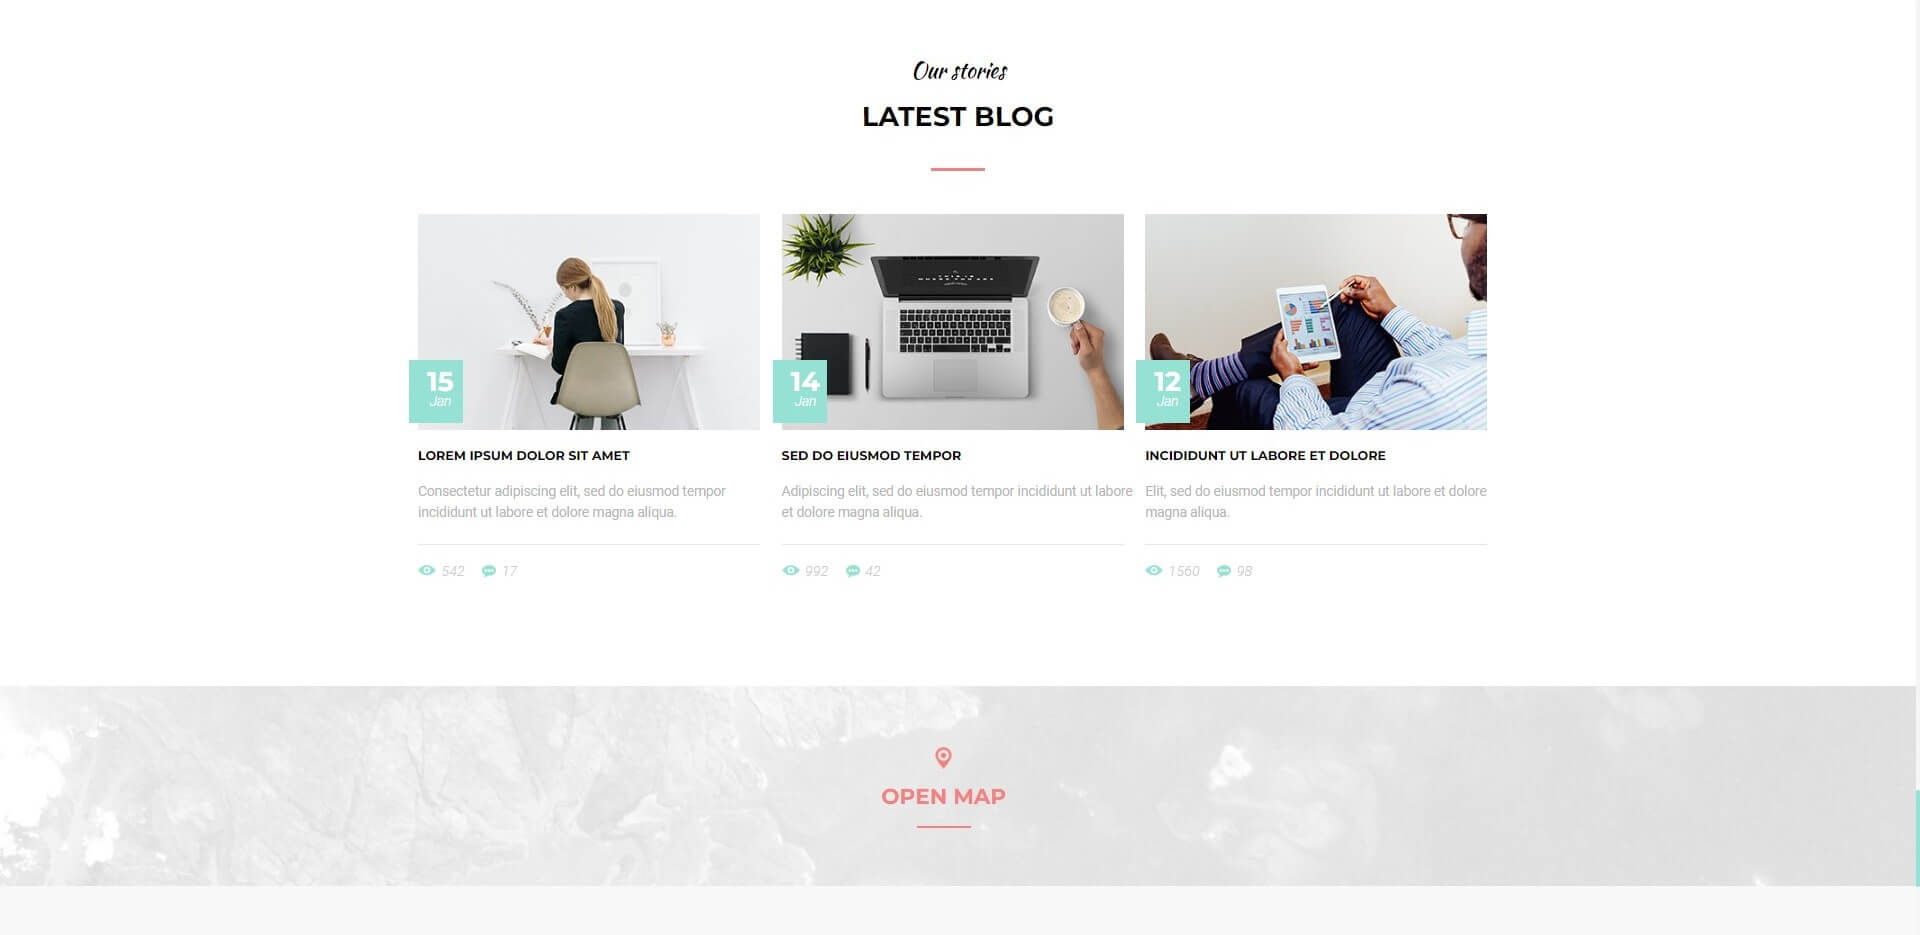 Our stories
LATEST BLOG
15
Jan
14
Jan
12
Jan
LOREM IPSUM DOLOR SIT AMET
Consectetur adipiscing elit, sed do eiusmod tempor
incididunt ut labore et dolore magna aliqua.
542 17
SED DO EIUSMOD TEMPOR
Adipiscing elit, sed do eiusmod tempor incididunt ut labore
et dolore magna aliqua.
992 42
INCIDIDUNT UT LABORE ET DOLORE
Elit, sed do eiusmod tempor incididunt ut labore et dolore
magna aliqua.
1560 98
OPEN MAP